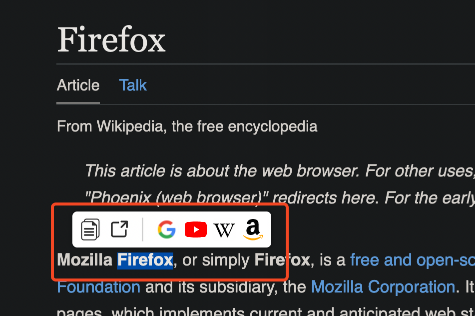 Firefox
Article Talk
From Wikipedia, the free encyclopedia
This article is about the web browser. For other uses,
"Phoenix (web browser)" redirects here. For the early
G W a
Mozilla Firefox, or simply Firefox, is a free and open-so
Foundation and its subsidiary, the Mozilla Corporation. It
pages, which implements current and anticipated web st